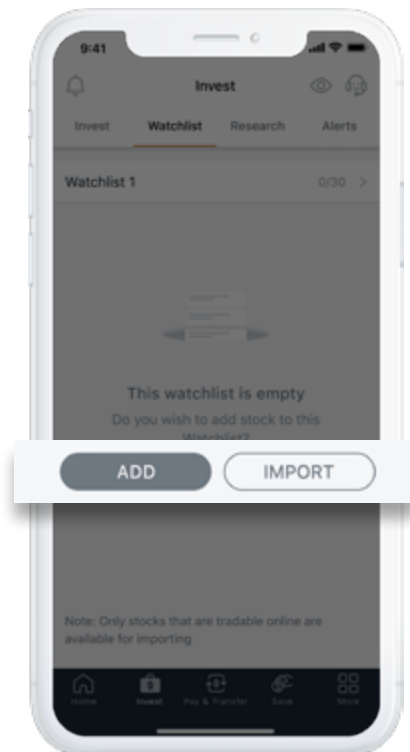 9:41
Invest
Invest Watchlist Research Alerts
Watchlist 1 0/30 >
This watchlist is empty
Do you wish to add stock to this
Watchlist?
ADD IMPORT
Note: Only stocks that are tradable online are
available for importing
Home Invest Pay & Transfer Save More